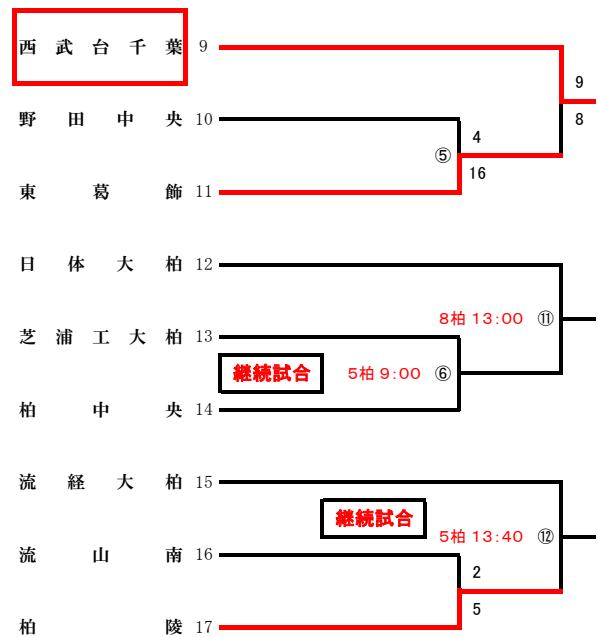 西武台千葉 9
9
野田中央 10
8
4
⑤
16
東葛飾 11
日体大柏 12
8柏 13:00 ⑪
芝浦工大柏 13
継続試合 5柏 9:00 ⑥
柏中央 14
流経大柏 15
継続試合
5柏 13:40 ⑫
流山南 16
2
5
柏陵 17